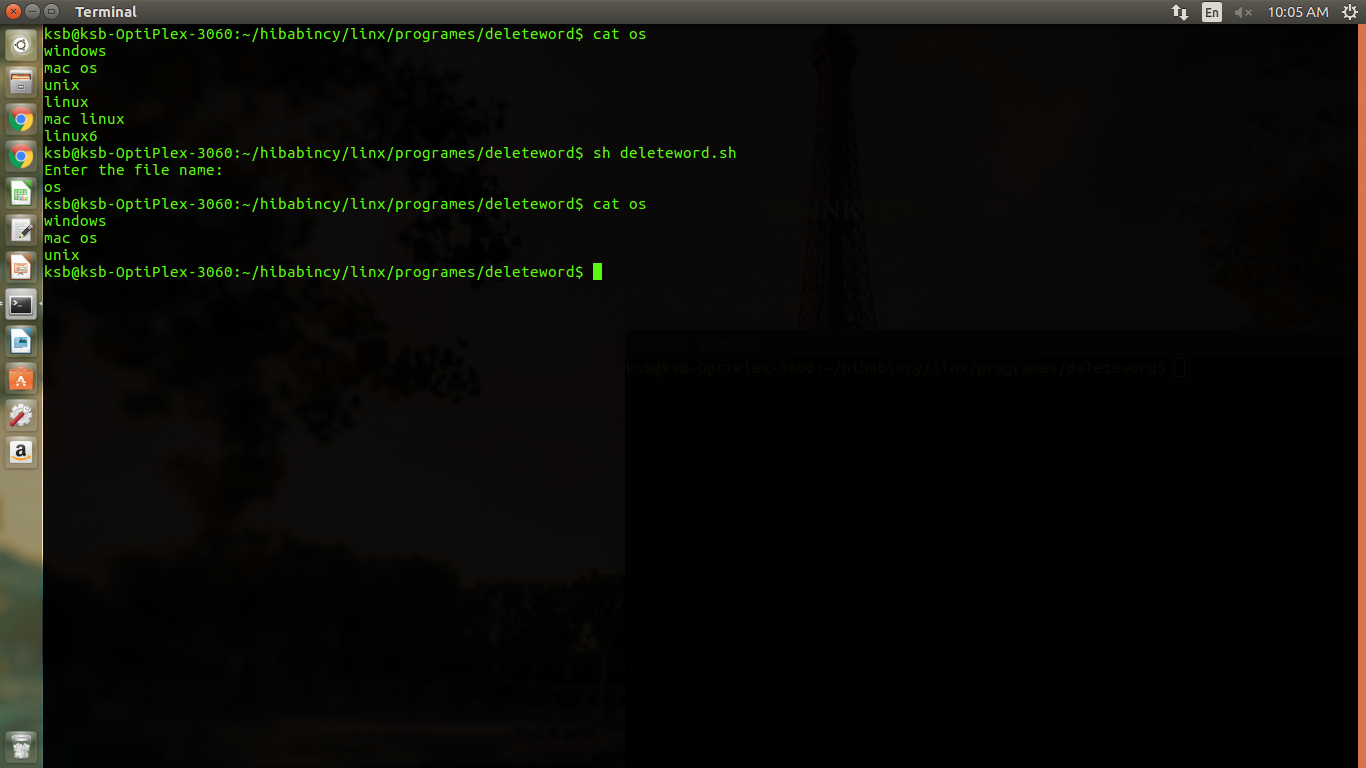 Terminal
En
10:05 AM
ksb@ksb-OptiPlex-3060:~/hibabincy/linx/programes/deleteword$ cat os
windows
mac os
unix
linux
mac linux
linux6
ksb@ksb-OptiPlex-3060:~/hibabincy/linx/programes/deleteword$ sh deleteword.sh
Enter the file name:
os
ksb@ksb-OptiPlex-3060:~/hibabincy/linx/programes/deleteword$ cat os
windows
mac os
unix
ksb@ksb-OptiPlex-3060:~/hibabincy/linx/programes/deleteword$
INK
Terminal
ksb@ksb-OptiPlex-3060:~/hibabincy/linx/programes/deleteword$
a